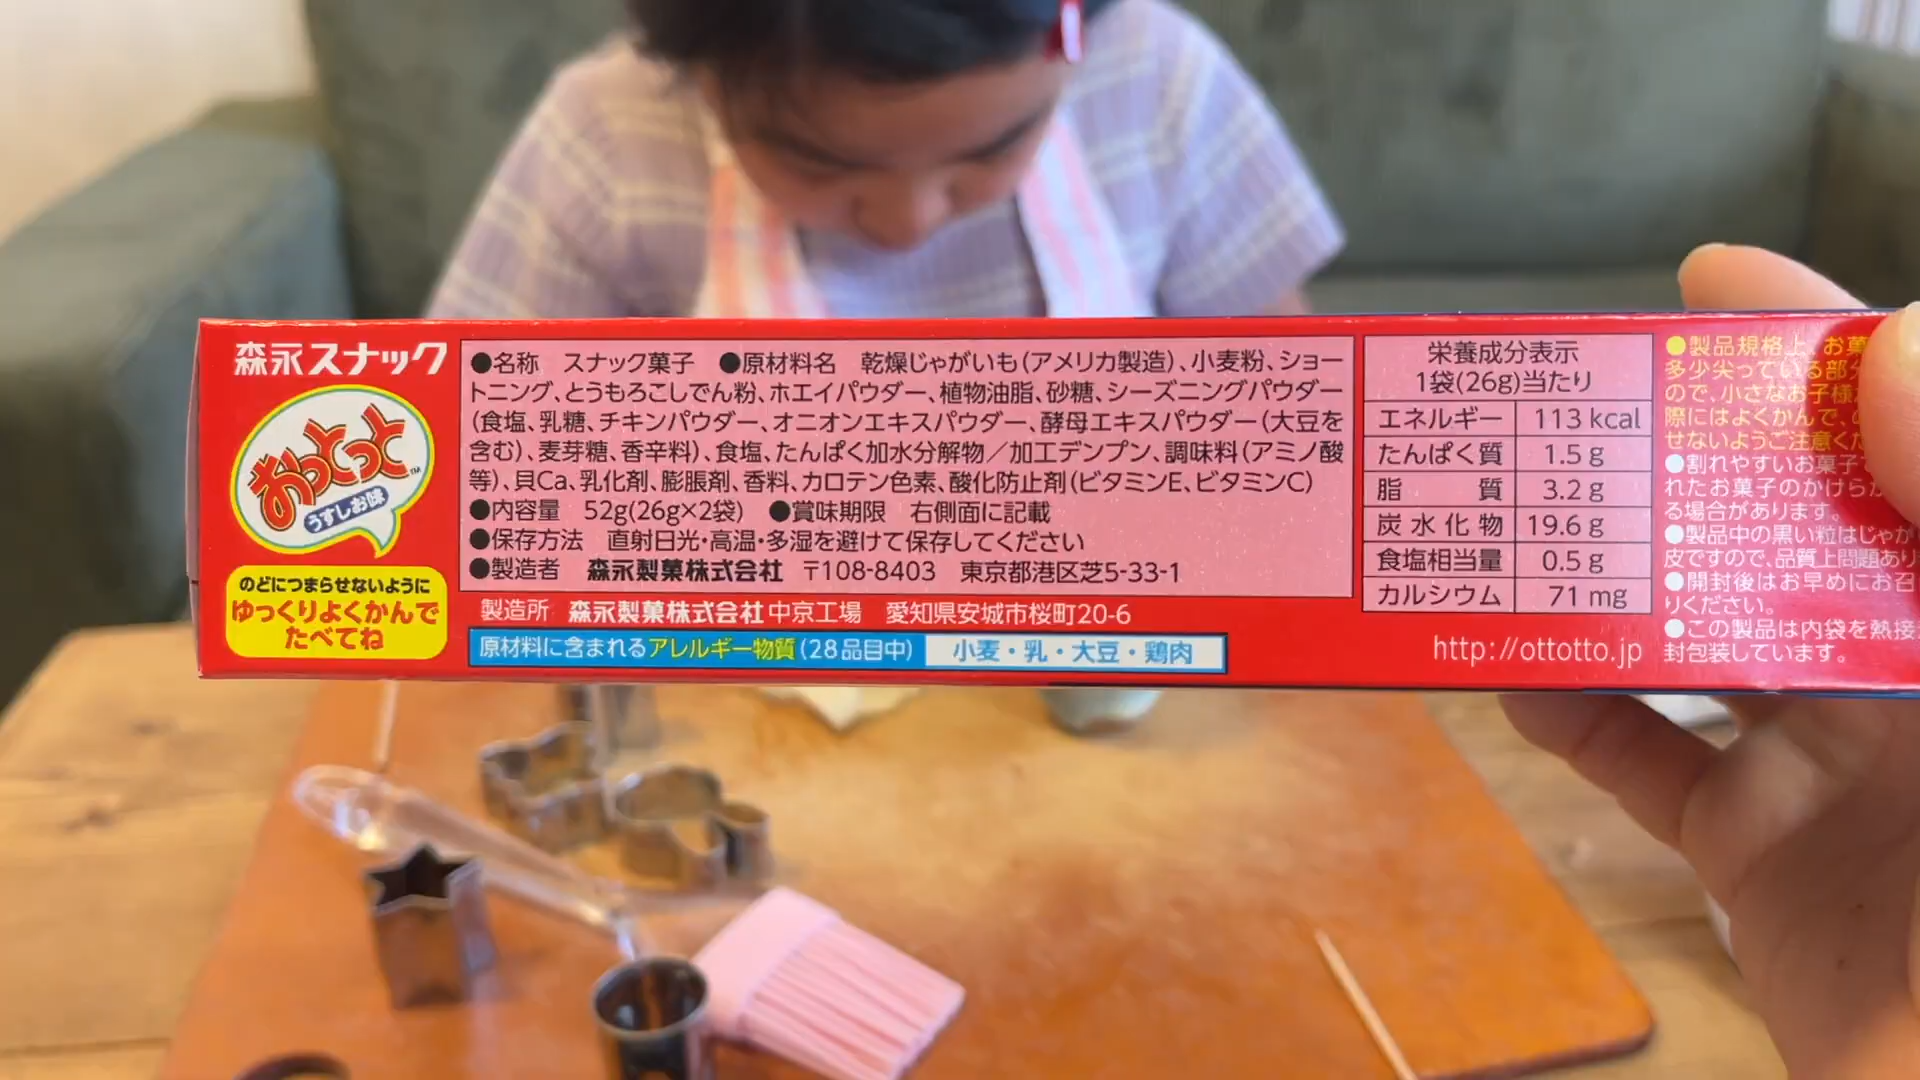 森永スナック
おっとっと
™
うすしお味
のどにつまらせないように
ゆっくりよくかんで
たべてね
●名称 スナック菓子 ●原材料名 乾燥じゃがいも(アメリカ製造)、小麦粉、ショー
トニング、とうもろこしでん粉、ホエイパウダー、植物油脂、砂糖、シーズニングパウダー
(食塩、乳糖、チキンパウダー、オニオンエキスパウダー、酵母エキスパウダー(大豆を
含む)、麦芽糖、香辛料)、食塩、たんぱく加水分解物/加工デンプン、調味料(アミノ酸
等)、貝Ca、乳化剤、膨脹剤、香料、カロテン色素、酸化防止剤(ビタミンE、ビタミンC)
●内容量 52g(26g×2袋) ●賞味期限 右側面に記載
●保存方法 直射日光・高温・多湿を避けて保存してください
●製造者 森永製菓株式会社 〒108-8403 東京都港区芝5-33-1
製造所 森永製菓株式会社 中京工場 愛知県安城市桜町20-6
原材料に含まれるアレルギー物質(28品目中) 小麦・乳・大豆・鶏肉
栄養成分表示
1袋(26g)当たり
エネルギー 113 kcal
たんぱく質 1.5 g
脂質 3.2 g
炭水化物 19.6 g
食塩相当量 0.5 g
カルシウム 71 mg
http://ottotto.jp
●製品規格上、お菓
多少尖っている部分
ので、小さなお子様
際にはよくかんで、
せないようご注意く
●割れやすいお菓子
れたお菓子のかけら
る場合があります。
●製品中の黒い粒はじゃが
皮ですので、品質上問題あり
●開封後はお早めにお召
りください。
●この製品は内袋を熱接
封包装しています。